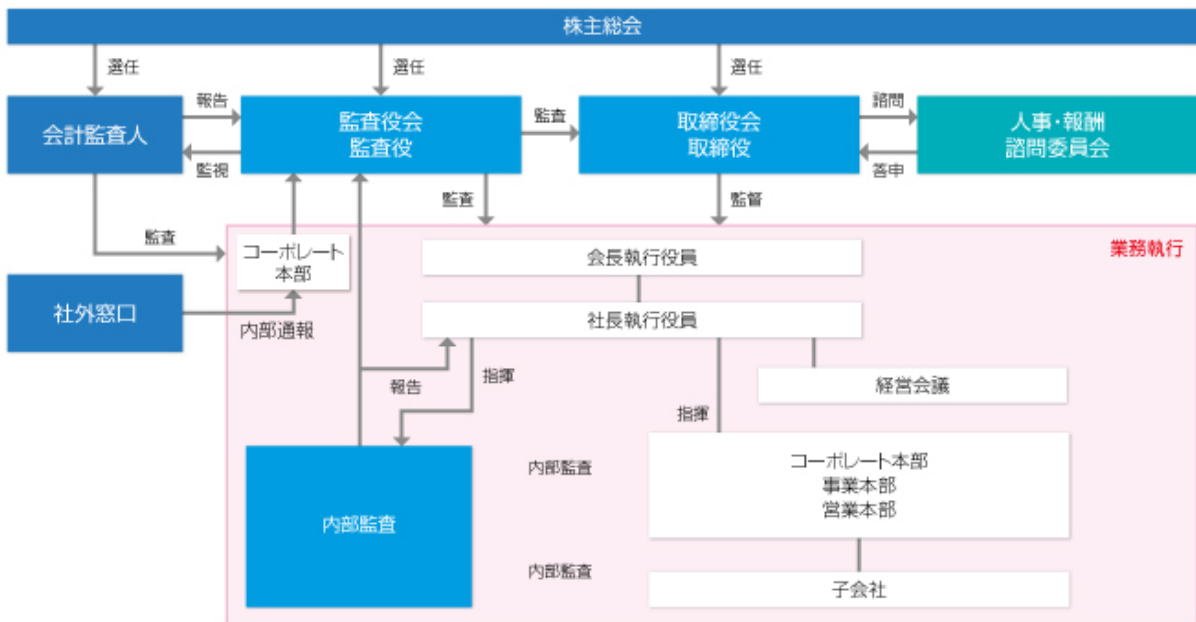 株主総会
選任
選任
選任
会計監査人
報告
監視
監査役会
監査役
監査
取締役会
取締役
諮問
答申
人事・報酬
諮問委員会
監査
監督
監査
業務執行
コーポレート
本部
会長執行役員
社外窓口
内部通報
社長執行役員
報告
指揮
経営会議
指揮
内部監査
内部監査
コーポレート本部
事業本部
営業本部
内部監査
子会社